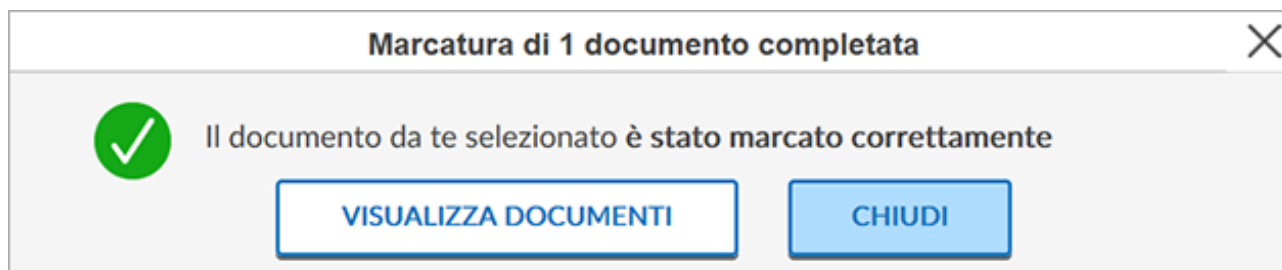 Marcatura di 1 documento completata
Il documento da te selezionato è stato marcato correttamente
VISUALIZZA DOCUMENTI
CHIUDI